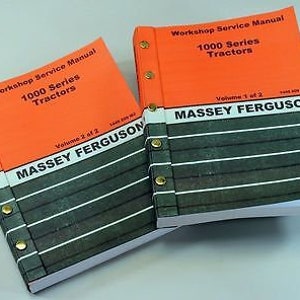 Workshop Service Manual
1000 Series
Tractors
Volume 2 of 2
MASSEY FERGUSON
Workshop Service Manual
1000 Series
Tractors
Volume 1 of 2
MASSEY FERGUSON